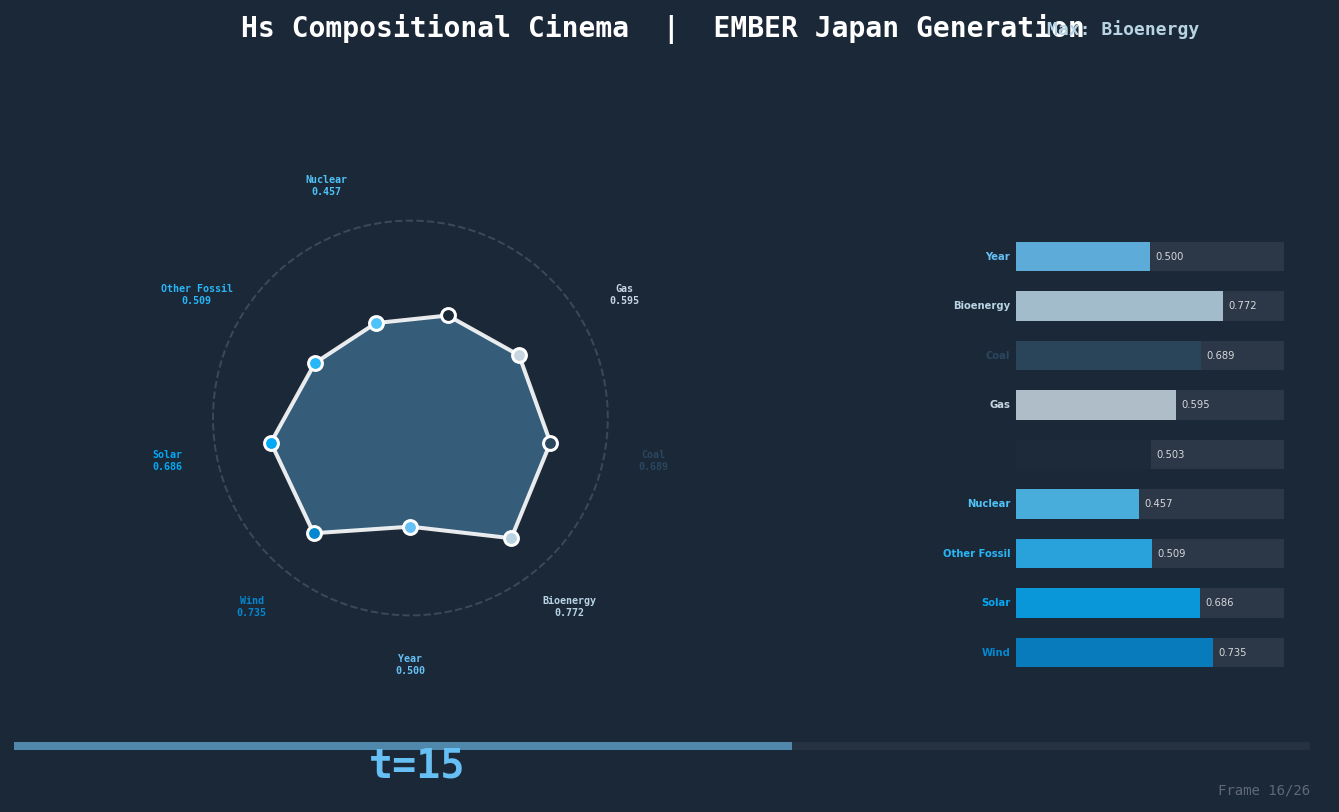 Hs Compositional Cinema | EMBER Japan Generation
Max: Bioenergy
Nuclear
0.457
Other Fossil
0.509
Gas
0.595
Solar
0.686
Coal
0.689
Wind
0.735
Bioenergy
0.772
Year
0.500
Year 0.500
Bioenergy 0.772
Coal 0.689
Gas 0.595
0.503
Nuclear 0.457
Other Fossil 0.509
Solar 0.686
Wind 0.735
t=15
Frame 16/26